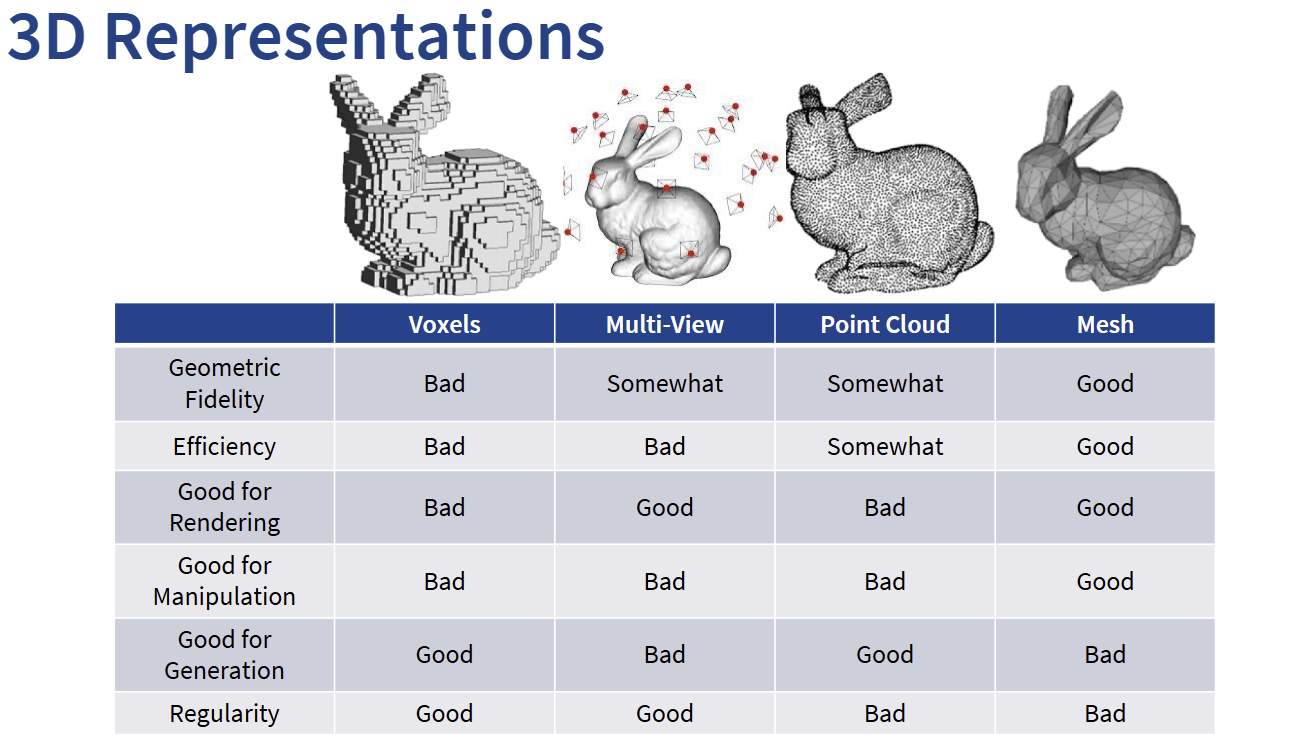 3D Representations
Voxels Multi-View Point Cloud Mesh
Geometric
Fidelity
Bad Somewhat Somewhat Good
Efficiency Bad Bad Somewhat Good
Good for
Rendering
Bad Good Bad Good
Good for
Manipulation
Bad Bad Bad Good
Good for
Generation
Good Bad Good Bad
Regularity Good Good Bad Bad